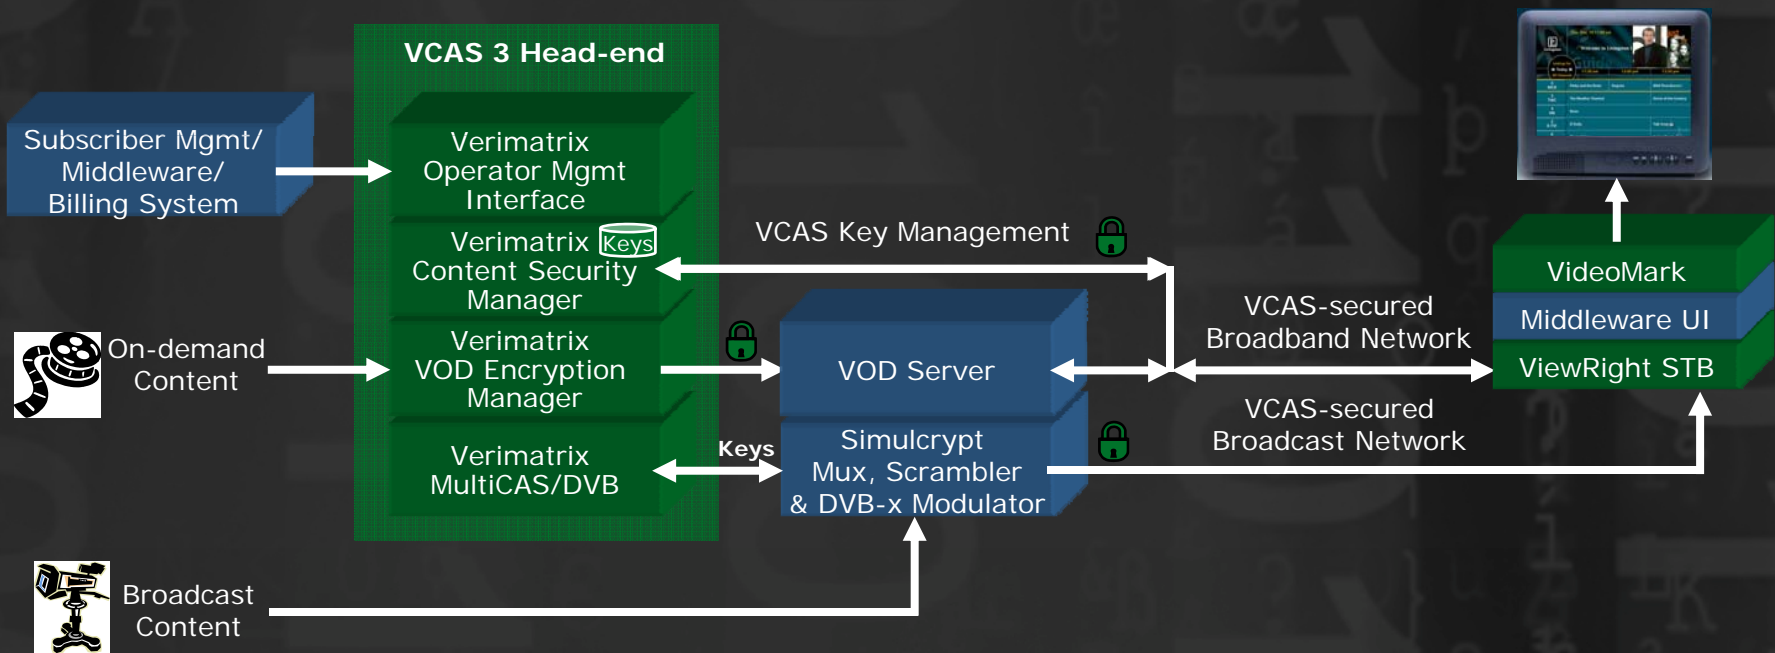 VCAS 3 Head-end
Subscriber Mgmt/
Middleware/
Billing System
Verimatrix
Operator Mgmt
Interface
Verimatrix
Keys
Content Security
Manager
VCAS Key Management
On-demand
Content
Verimatrix
VOD Encryption
Manager
VOD Server
VCAS-secured
Broadband Network
VideoMark
Middleware UI
ViewRight STB
Verimatrix
MultiCAS/DVB
Keys
Simulcrypt
Mux, Scrambler
& DVB-x Modulator
VCAS-secured
Broadcast Network
Broadcast
Content